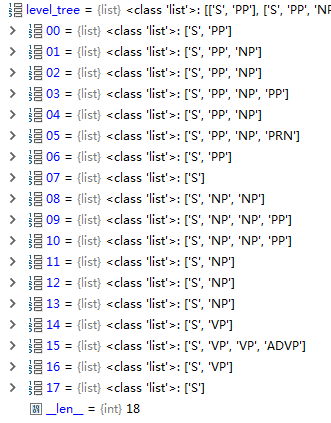 level_tree = {list} <class 'list'>: [['S', 'PP'], ['S', 'PP', 'NP
00 = {list} <class 'list'>: ['S', 'PP']
01 = {list} <class 'list'>: ['S', 'PP', 'NP']
02 = {list} <class 'list'>: ['S', 'PP', 'NP']
03 = {list} <class 'list'>: ['S', 'PP', 'NP', 'PP']
04 = {list} <class 'list'>: ['S', 'PP', 'NP']
05 = {list} <class 'list'>: ['S', 'PP', 'NP', 'PRN']
06 = {list} <class 'list'>: ['S', 'PP']
07 = {list} <class 'list'>: ['S']
08 = {list} <class 'list'>: ['S', 'NP', 'NP']
09 = {list} <class 'list'>: ['S', 'NP', 'NP', 'PP']
10 = {list} <class 'list'>: ['S', 'NP', 'NP', 'PP']
11 = {list} <class 'list'>: ['S', 'NP']
12 = {list} <class 'list'>: ['S', 'NP']
13 = {list} <class 'list'>: ['S', 'NP']
14 = {list} <class 'list'>: ['S', 'VP']
15 = {list} <class 'list'>: ['S', 'VP', 'VP', 'ADVP']
16 = {list} <class 'list'>: ['S', 'VP']
17 = {list} <class 'list'>: ['S']
__len__ = {int} 18